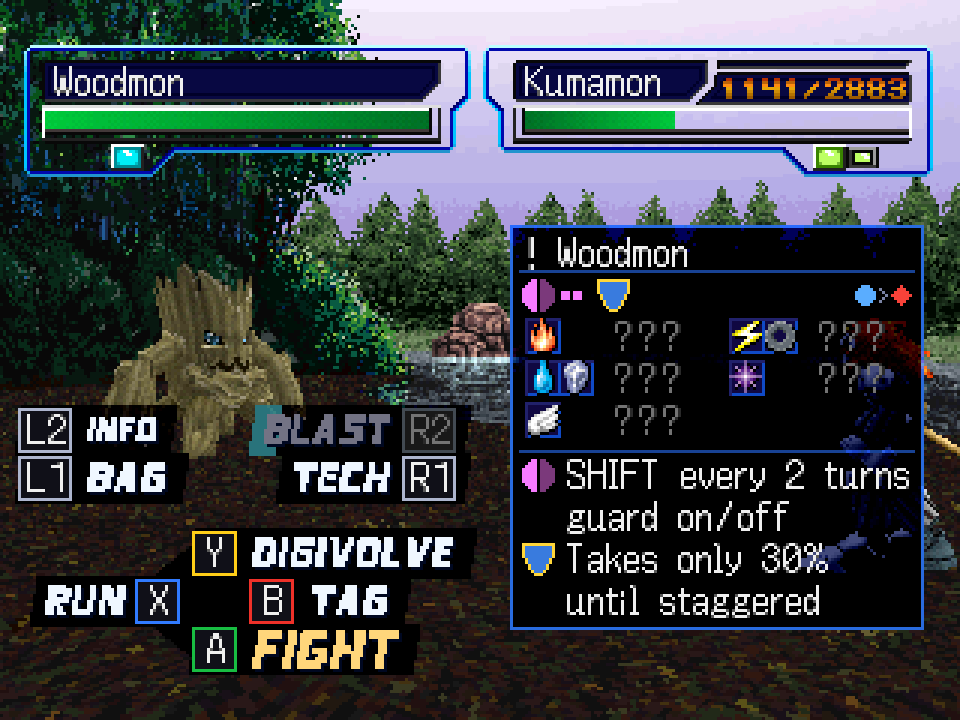 Woodmon
Kumamon 1141/2883
! Woodmon
??? ???
??? ???
???
SHIFT every 2 turns
guard on/off
Takes only 30%
until staggered
L2 INFO
BLAST R2
L1 BAG
TECH R1
Y DIGIVOLVE
RUN X
B TAG
A FIGHT